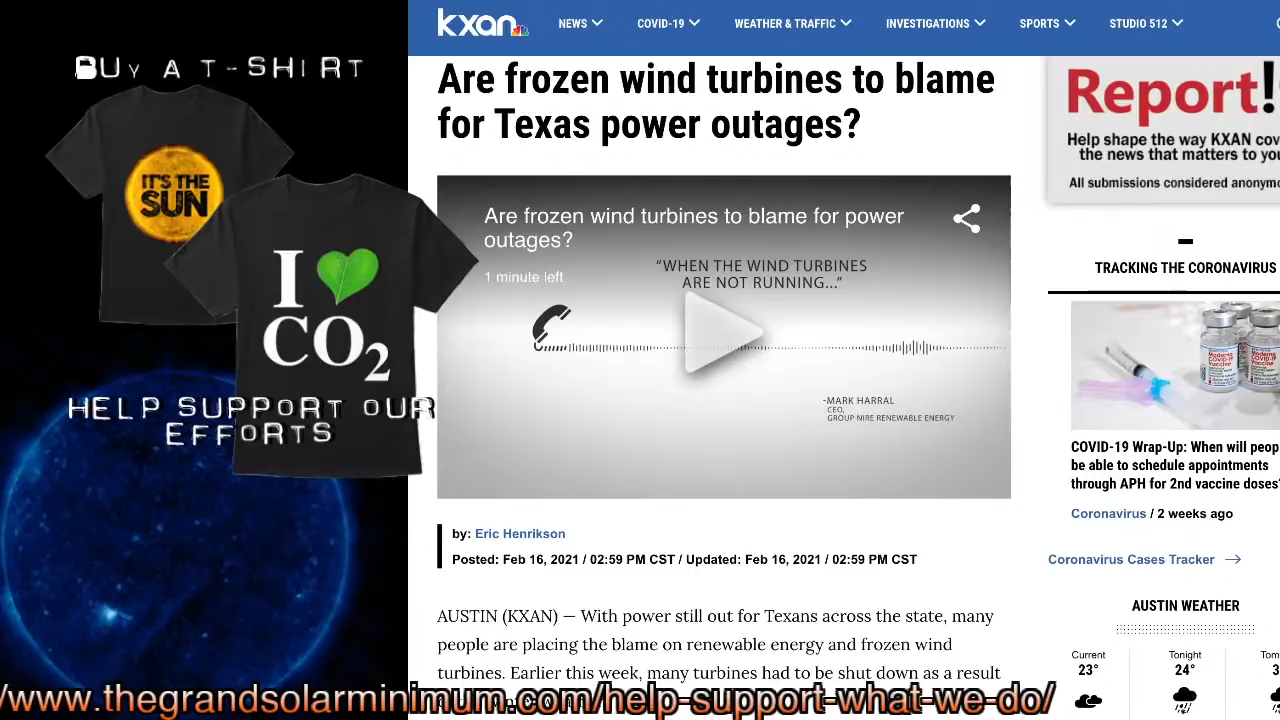 BUY A T-SHIRT
IT'S THE
SUN
I
CO2
HELP SUPPORT OUR
EFFORTS
kxan
NEWS
COVID-19
WEATHER & TRAFFIC
INVESTIGATIONS
SPORTS
STUDIO 512
Are frozen wind turbines to blame
for Texas power outages?
Are frozen wind turbines to blame for power
outages?
1 minute left
“WHEN THE WIND TURBINES
ARE NOT RUNNING...”
-MARK HARRAL
CEO,
GROUP NIRE RENEWABLE ENERGY
by: Eric Henrikson
Posted: Feb 16, 2021 / 02:59 PM CST / Updated: Feb 16, 2021 / 02:59 PM CST
AUSTIN (KXAN) — With power still out for Texans across the state, many
people are placing the blame on renewable energy and frozen wind
turbines. Earlier this week, many turbines had to be shut down as a result
Report!
Help shape the way KXAN cov
the news that matters to you
All submissions considered anonymo
TRACKING THE CORONAVIRUS
COVID-19 Wrap-Up: When will peop
be able to schedule appointments
through APH for 2nd vaccine doses?
Coronavirus / 2 weeks ago
Coronavirus Cases Tracker
AUSTIN WEATHER
Current
23°
Tonight
24°
Tom
3
/www.thegrandsolarminimum.com/help-support-what-we-do/